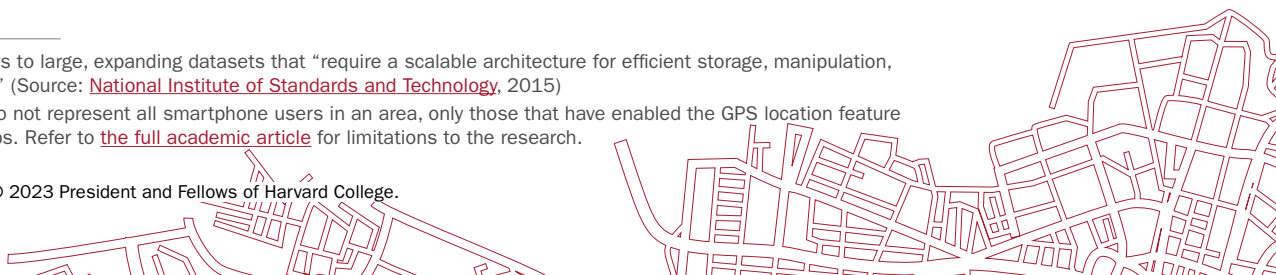 to large, expanding datasets that “require a scalable architecture for efficient storage, manipulation,
” (Source: National Institute of Standards and Technology, 2015)
not represent all smartphone users in an area, only those that have enabled the GPS location feature
Refer to the full academic article for limitations to the research.
© 2023 President and Fellows of Harvard College.